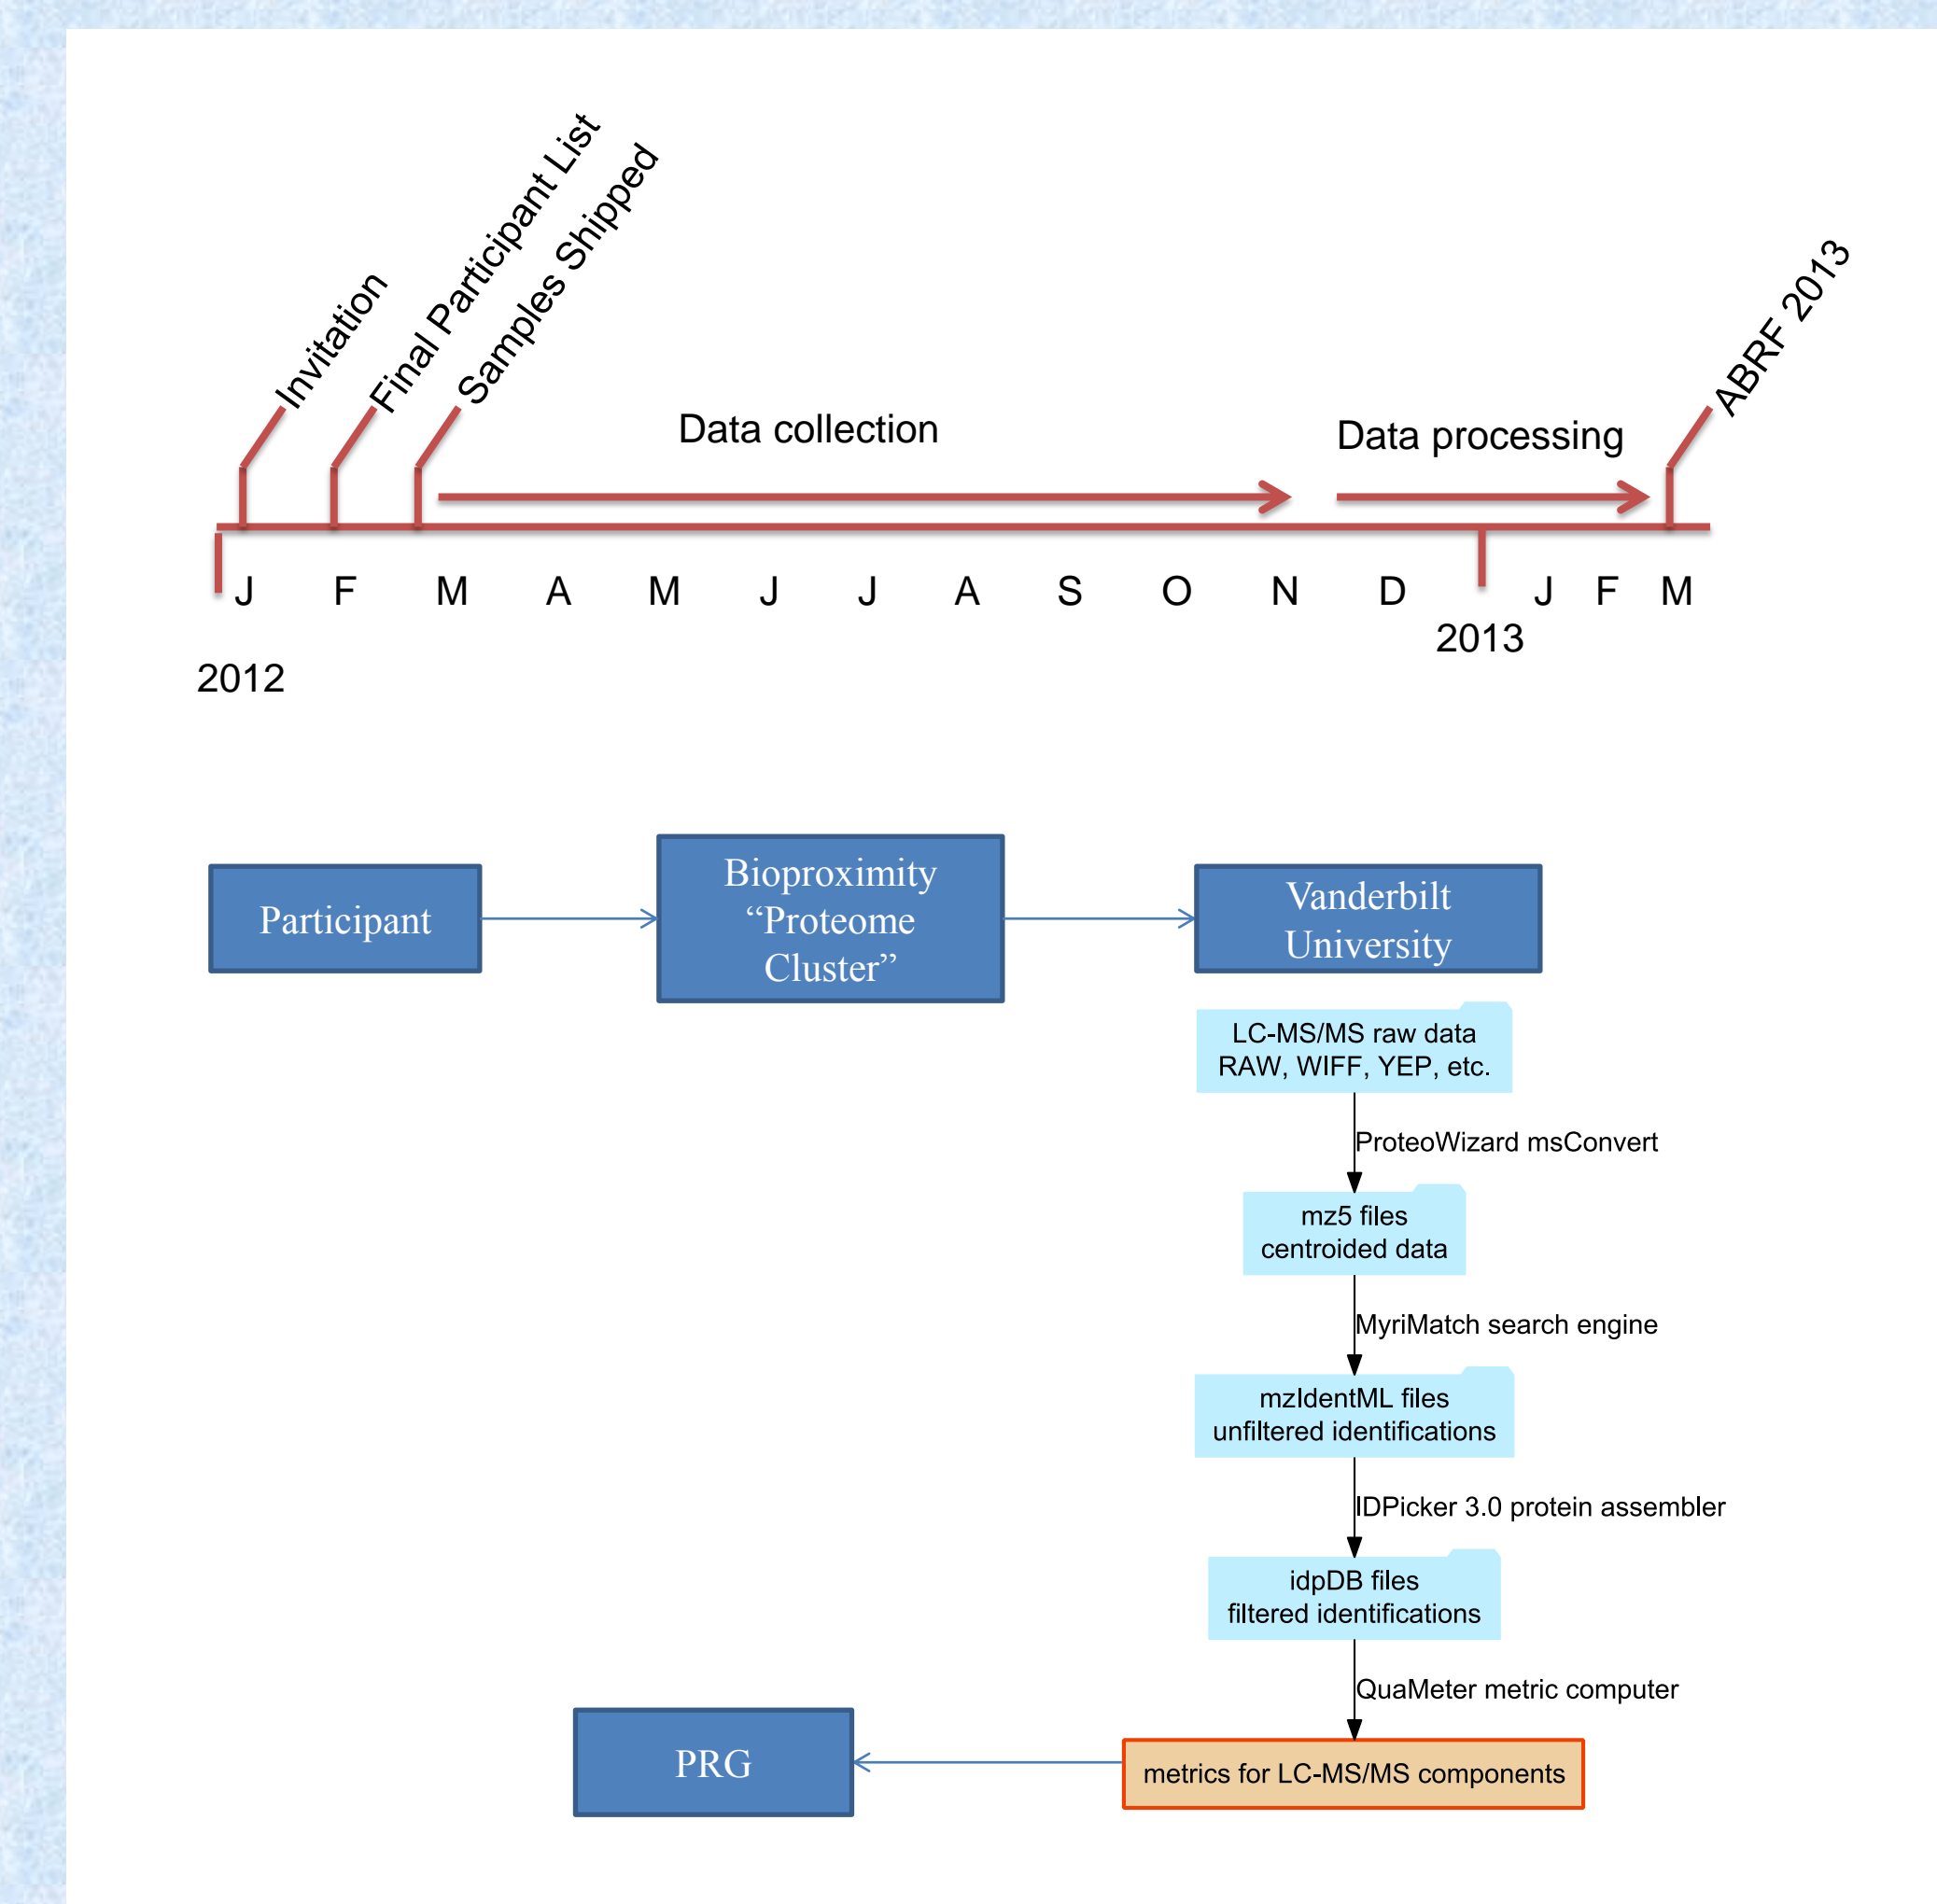 Invitation
Final Participant List
Samples Shipped
ABRF 2013
Data collection
Data processing
J F M A M J J A S O N D J F M
2013
2012
Participant
Bioproximity
“Proteome
Cluster”
Vanderbilt
University
LC-MS/MS raw data
RAW, WIFF, YEP, etc.
ProteoWizard msConvert
mz5 files
centroided data
MyriMatch search engine
mzIdentML files
unfiltered identifications
IDPicker 3.0 protein assembler
idpDB files
filtered identifications
QuaMeter metric computer
PRG
metrics for LC-MS/MS components